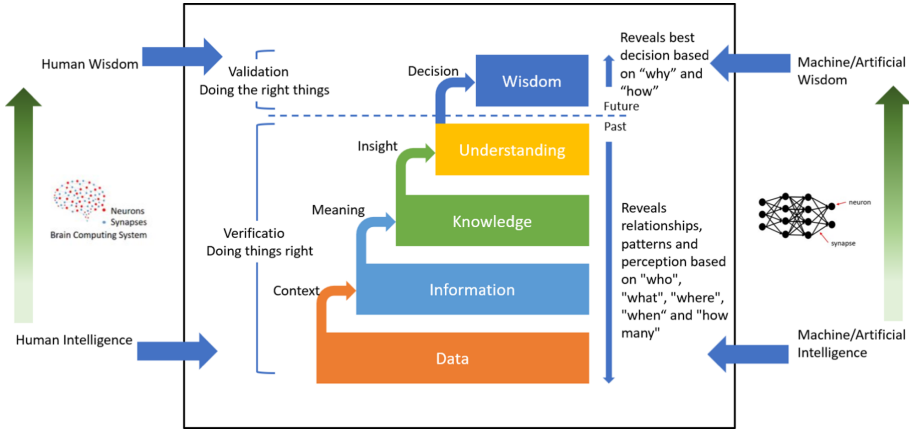 Human Wisdom
Validation
Doing the right things
Decision
Wisdom
Reveals best
decision based
on “why” and
“how”
Future
Past
Machine/Artificial
Wisdom
Insight
Understanding
Neurons
Synapses
Brain Computing System
Meaning
Knowledge
Verificatio
Doing things right
Reveals
relationships,
patterns and
perception based
on "who",
"what", "where",
"when“ and "how
many"
neuron
synapse
Context
Information
Data
Human Intelligence
Machine/Artificial
Intelligence